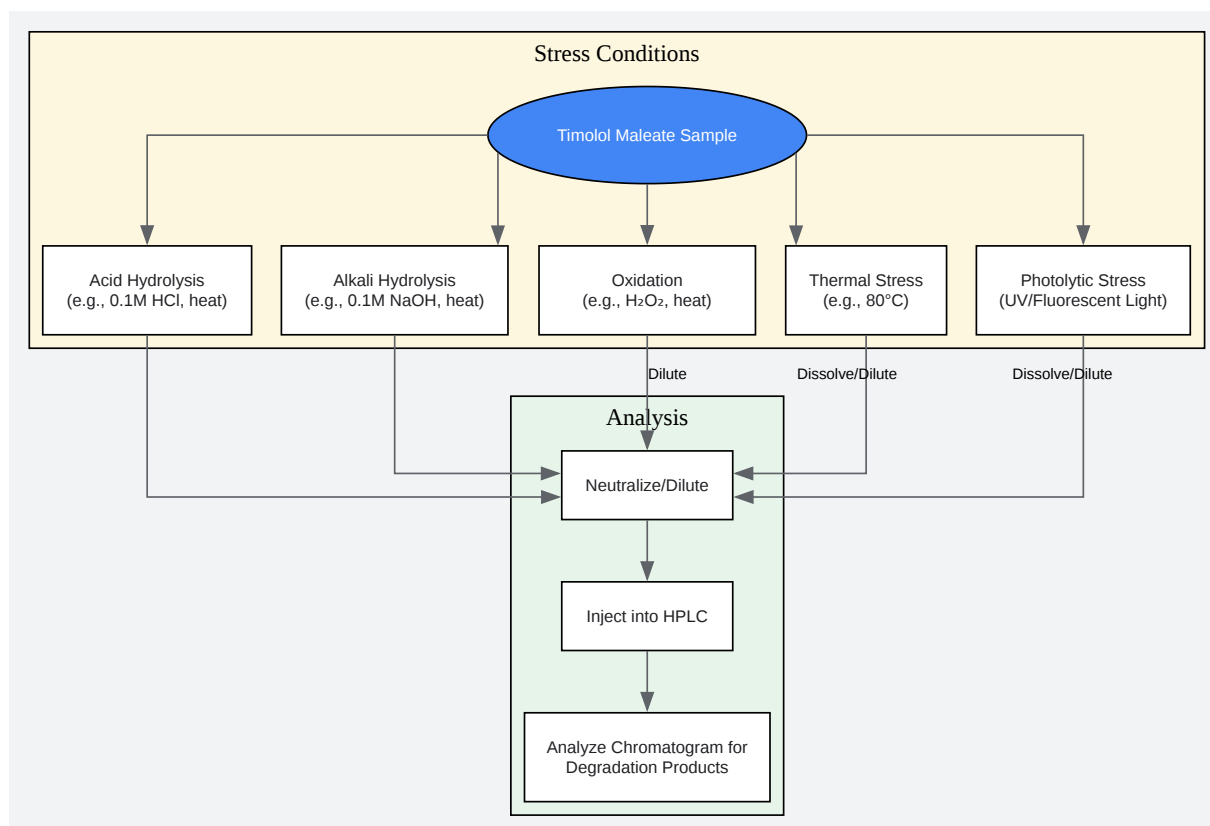 Stress Conditions
Timolol Maleate Sample
Acid Hydrolysis
(e.g., 0.1M HCl, heat)
Alkali Hydrolysis
(e.g., 0.1M NaOH, heat)
Oxidation
(e.g., H₂O₂, heat)
Thermal Stress
(e.g., 80°C)
Photolytic Stress
(UV/Fluorescent Light)
Dilute
Dissolve/Dilute
Dissolve/Dilute
Analysis
Neutralize/Dilute
Inject into HPLC
Analyze Chromatogram for
Degradation Products